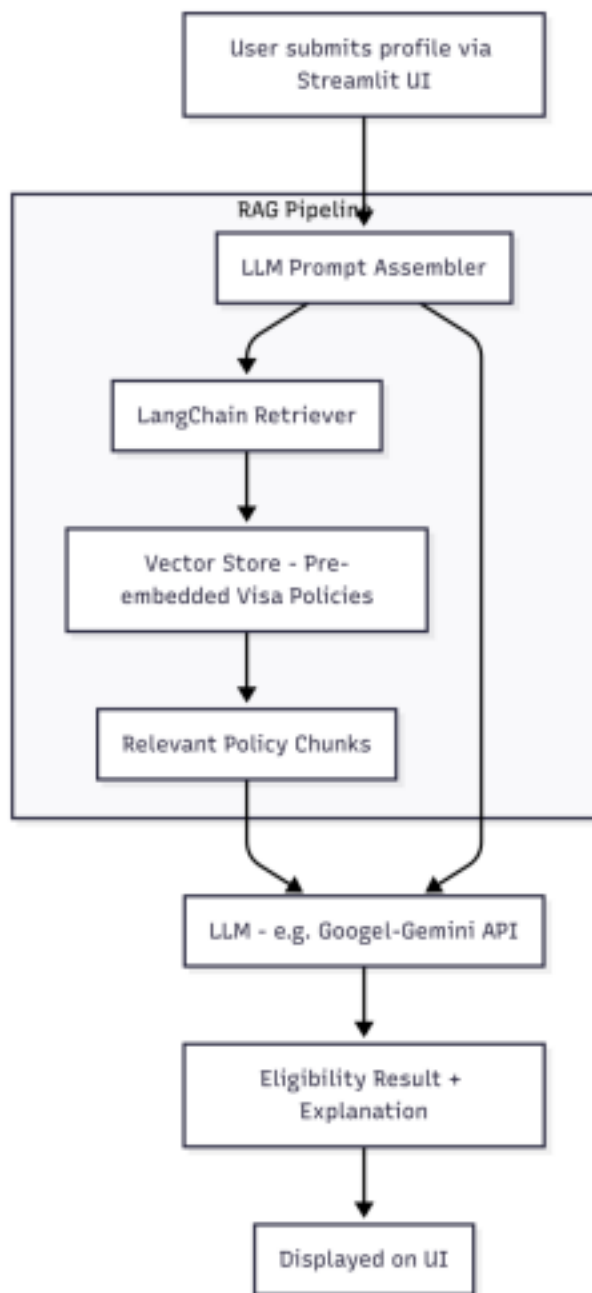 User submits profile via
Streamlit UI
RAG Pipeline
LLM Prompt Assembler
LangChain Retriever
Vector Store - Pre-
embedded Visa Policies
Relevant Policy Chunks
LLM - e.g. Googel-Gemini API
Eligibility Result +
Explanation
Displayed on UI